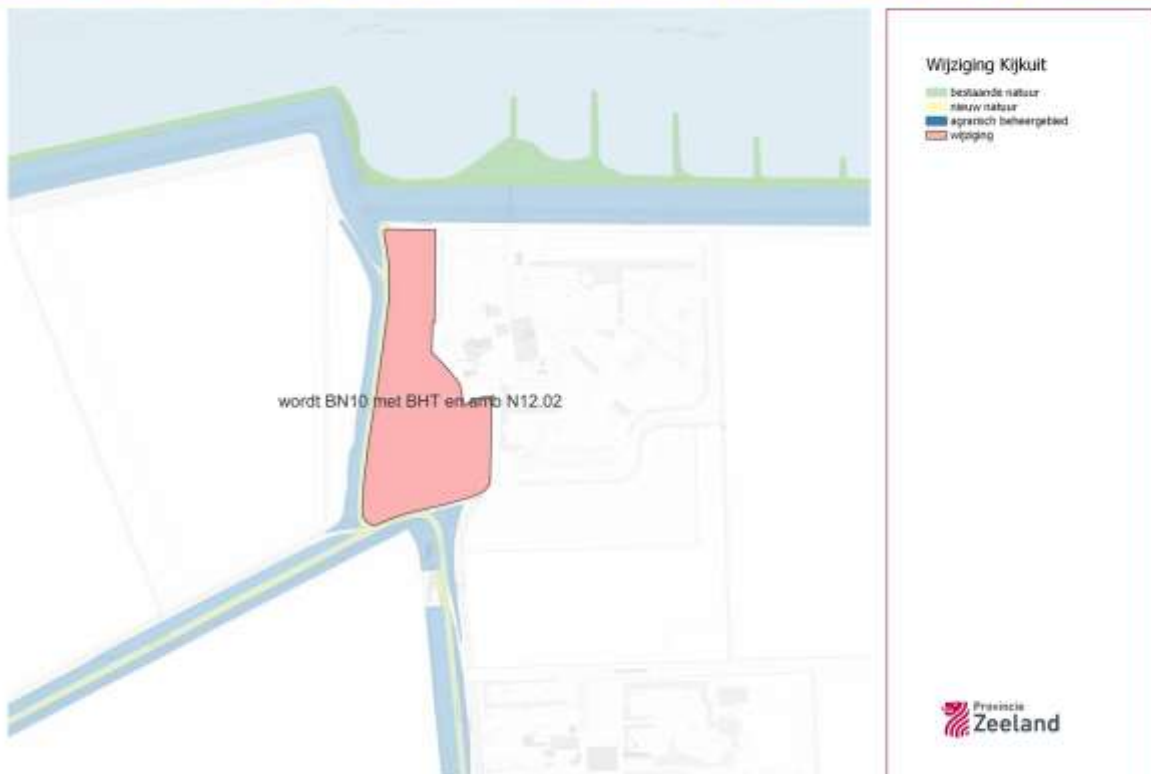 Wijziging Kijkuit
bestaande natuur
nieuw natuur
agrarisch beheergebied
wijziging
wordt BN10 met BHT en amb N12.02
Provincie
Zeeland